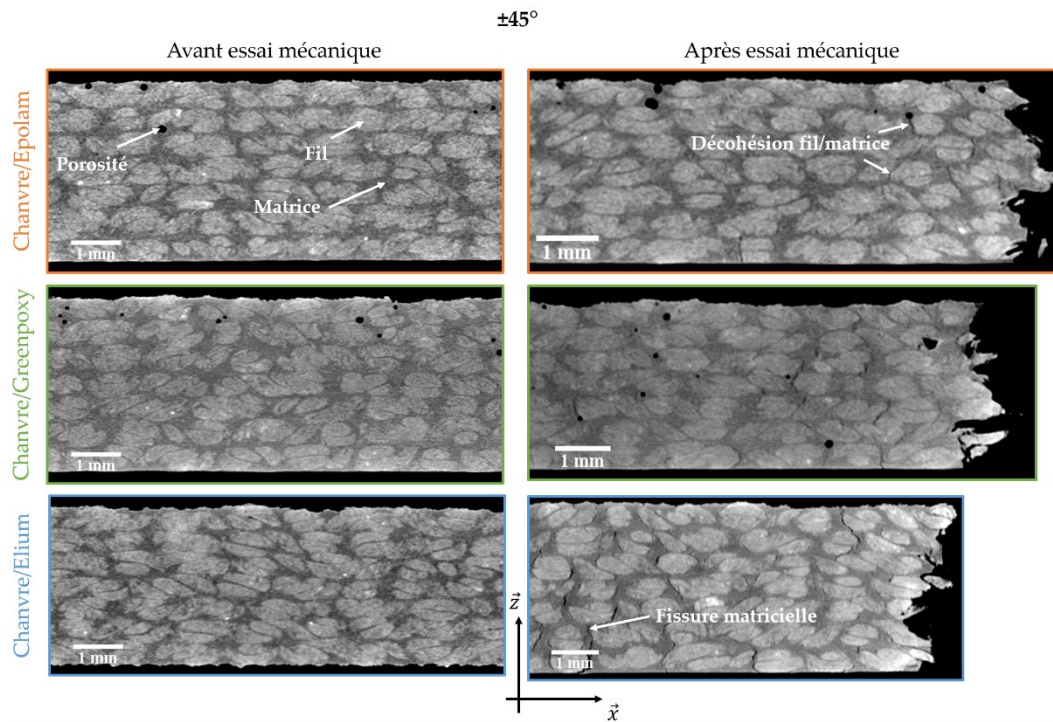 ±45°
Avant essai mécanique
Après essai mécanique
Chanvre/Epolam
Porosité
Fil
Matrice
1 mm
Décohésion fil/matrice
1 mm
Chanvre/Greenpoxy
1 mm
1 mm
Chanvre/Elium
1 mm
Fissure matricielle
1 mm
z⃗
x⃗